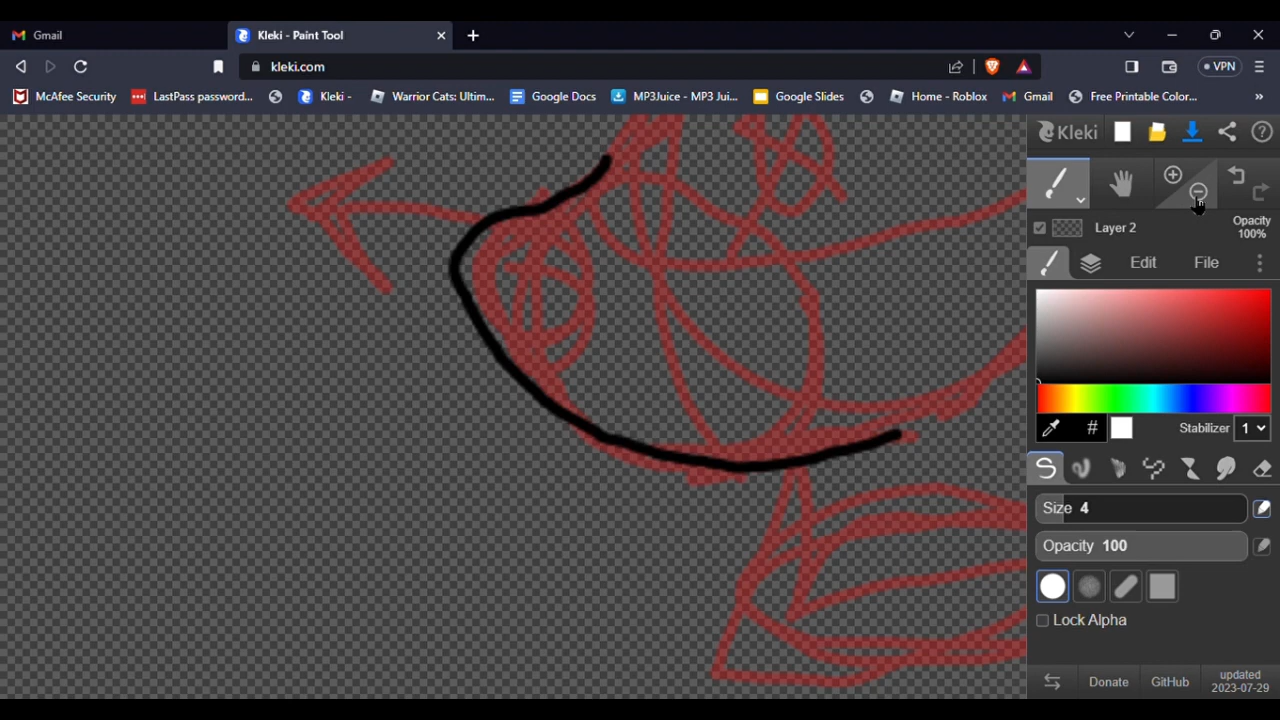 Gmail
Kleki - Paint Tool
kleki.com
VPN
McAfee Security
LastPass password...
Kleki -
Warrior Cats: Ultim...
Google Docs
MP3Juice - MP3 Jui...
Google Slides
Home - Roblox
Gmail
Free Printable Color...
»
Kleki
Layer 2
Opacity
100%
Edit
File
#
Stabilizer 1
Size 4
Opacity 100
Lock Alpha
Donate
GitHub
updated
2023-07-29